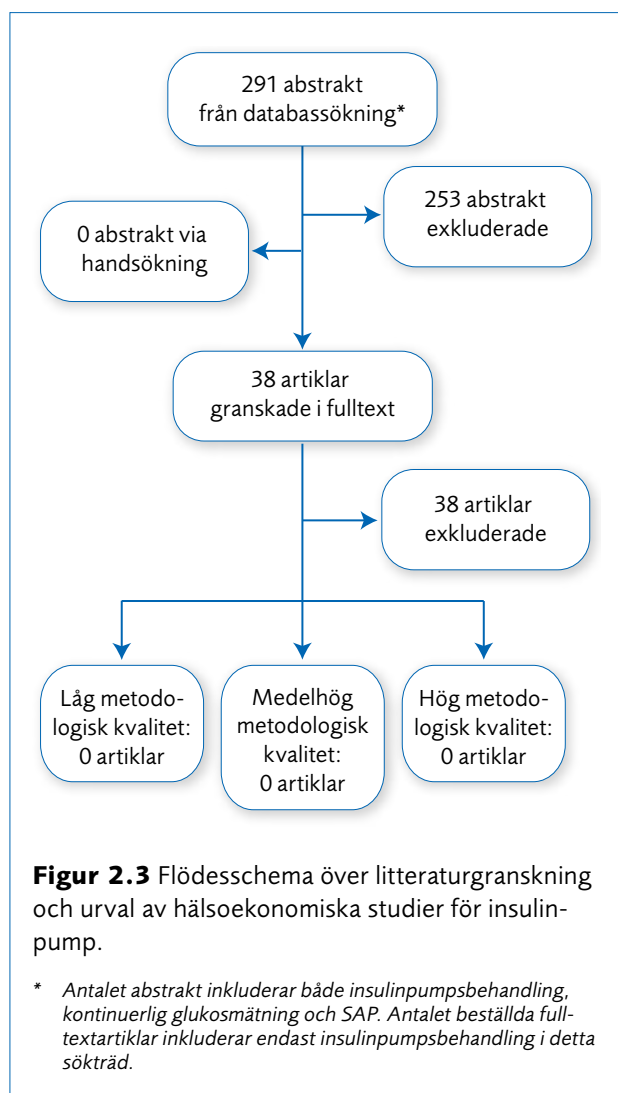 291 abstrakt
från databassökning*
253 abstrakt
exkluderade
0 abstrakt via
handsökning
38 artiklar
granskade i fulltext
38 artiklar
exkluderade
Låg metodo-
logisk kvalitet:
0 artiklar
Medelhög
metodologisk
kvalitet:
0 artiklar
Hög metodo-
logisk kvalitet:
0 artiklar
Figur 2.3 Flödesschema över litteraturgranskning
och urval av hälsoekonomiska studier för insulin-
pump.
* Antalet abstrakt inkluderar både insulinpumpsbehandling,
kontinuerlig glukosmätning och SAP. Antalet beställda full-
textartiklar inkluderar endast insulinpumpsbehandling i detta
sökträd.